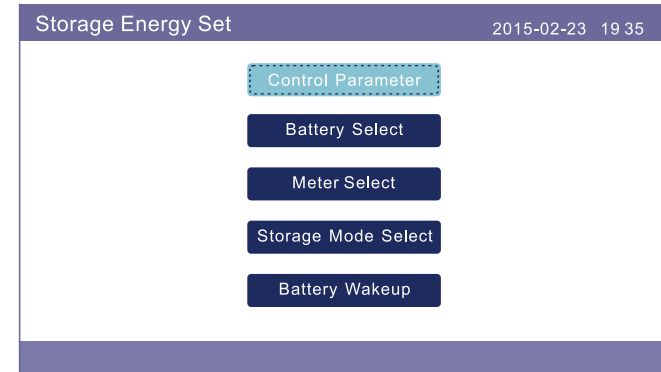 Storage Energy Set
2015-02-23 19 35
Control Parameter
Battery Select
Meter Select
Storage Mode Select
Battery Wakeup